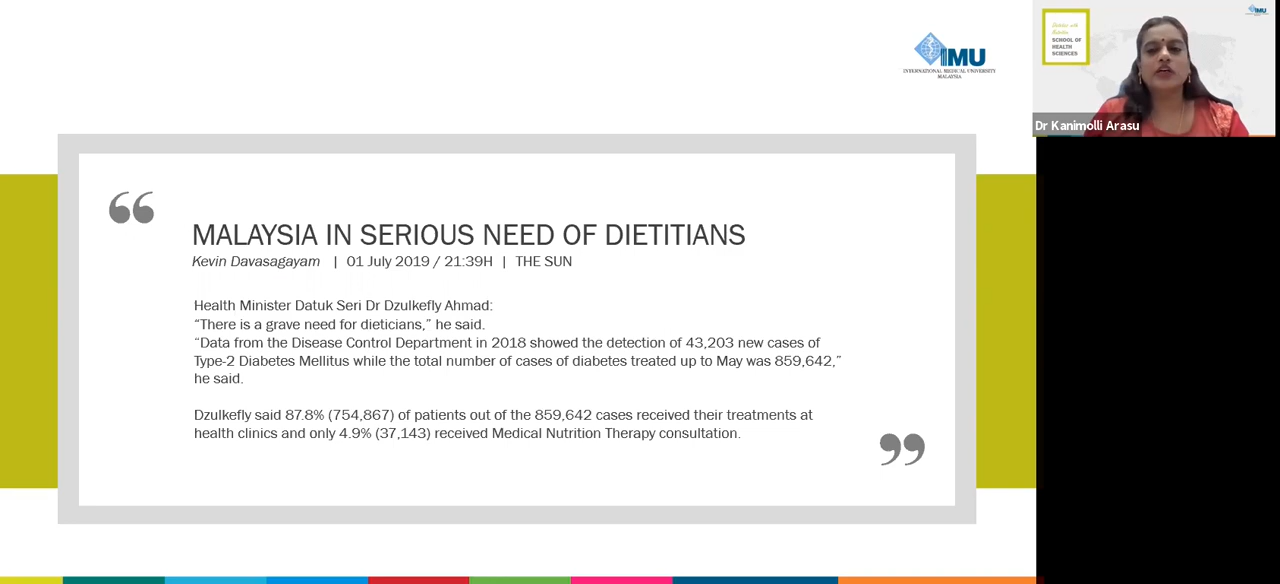 IMU
INTERNATIONAL MEDICAL UNIVERSITY
MALAYSIA
Dietetics with
Nutrition
SCHOOL OF
HEALTH
SCIENCES
IMU
Dr Kanimolli Arasu
“
MALAYSIA IN SERIOUS NEED OF DIETITIANS
Kevin Davasagayam | 01 July 2019 / 21:39H | THE SUN
Health Minister Datuk Seri Dr Dzulkefly Ahmad:
“There is a grave need for dieticians,” he said.
“Data from the Disease Control Department in 2018 showed the detection of 43,203 new cases of
Type-2 Diabetes Mellitus while the total number of cases of diabetes treated up to May was 859,642,”
he said.
Dzulkefly said 87.8% (754,867) of patients out of the 859,642 cases received their treatments at
health clinics and only 4.9% (37,143) received Medical Nutrition Therapy consultation.
”